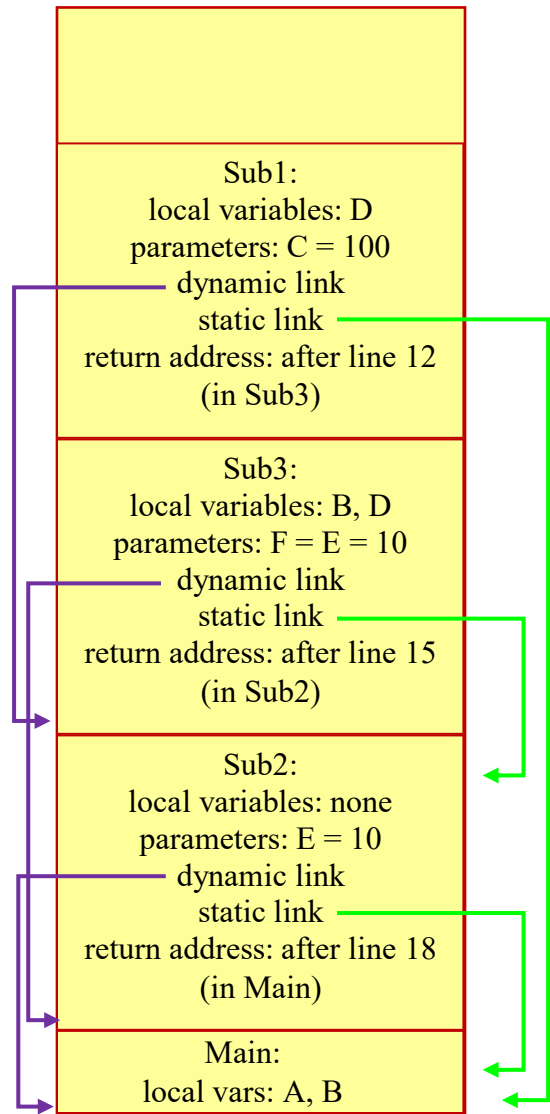 Sub1:
local variables: D
parameters: C = 100
dynamic link
static link
return address: after line 12
(in Sub3)
Sub3:
local variables: B, D
parameters: F = E = 10
dynamic link
static link
return address: after line 15
(in Sub2)
Sub2:
local variables: none
parameters: E = 10
dynamic link
static link
return address: after line 18
(in Main)
Main:
local vars: A, B